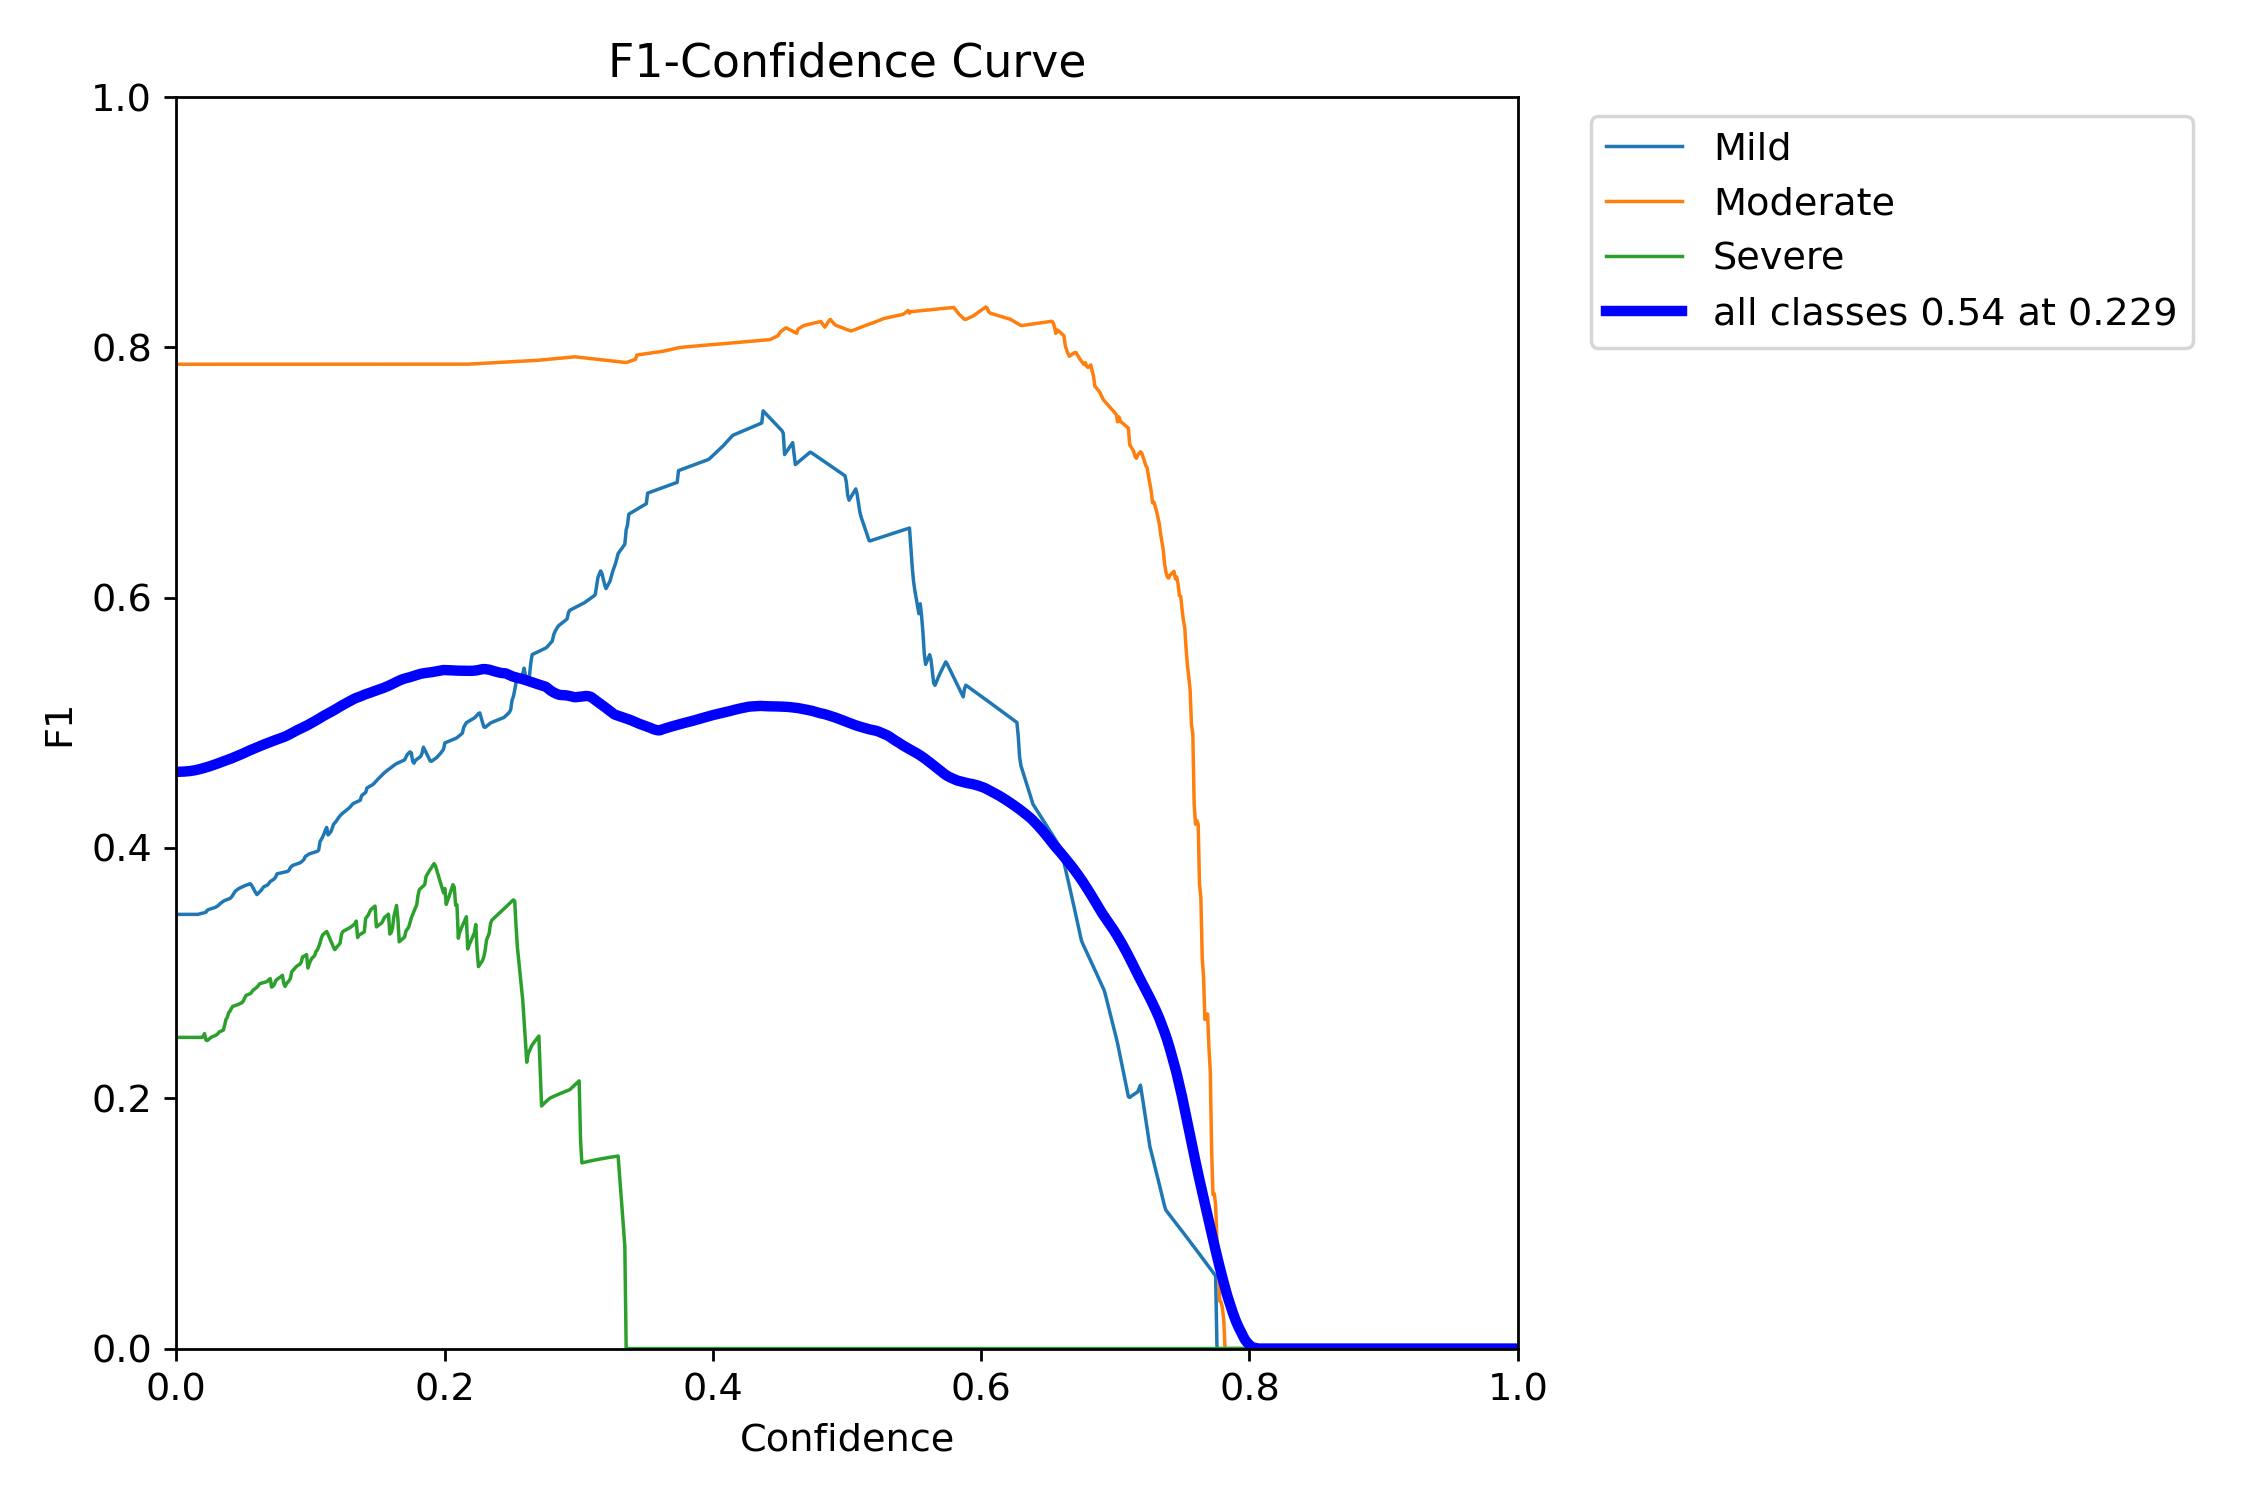 F1-Confidence Curve
1.0
0.8
0.6
0.4
0.2
0.0
F1
0.0 0.2 0.4 0.6 0.8 1.0
Confidence
Mild
Moderate
Severe
all classes 0.54 at 0.229